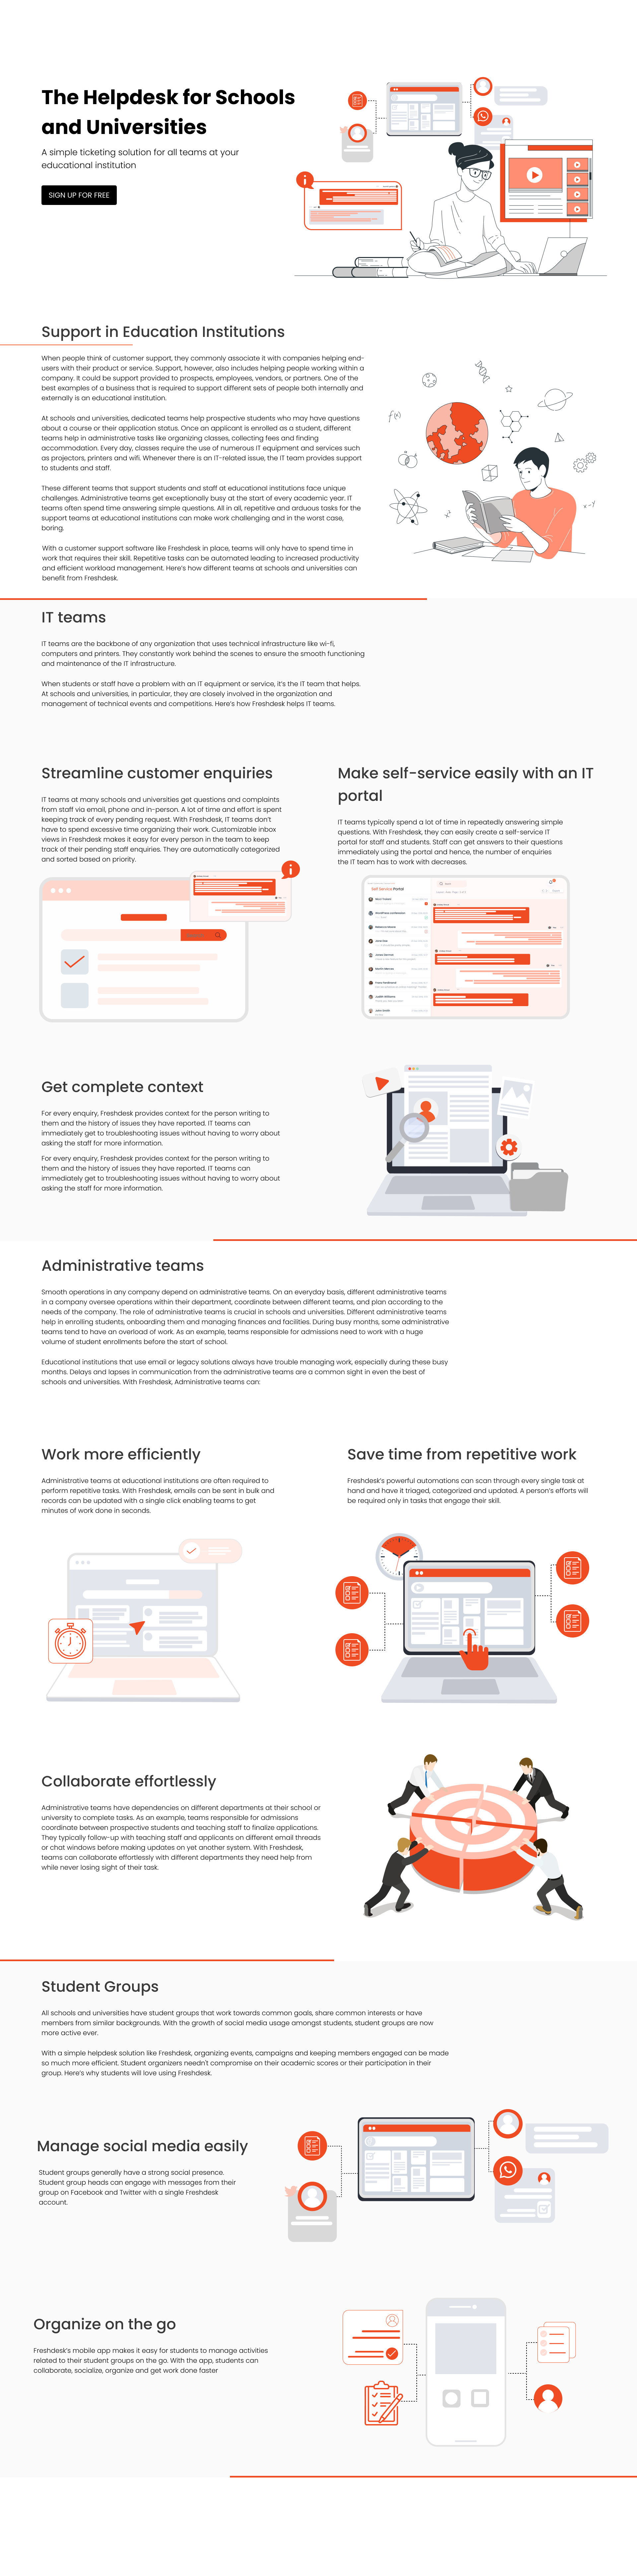 The Helpdesk for Schools
and Universities
A simple ticketing solution for all teams at your
educational institution
SIGN UP FOR FREE
Support in Education Institutions
When people think of customer support, they commonly associate it with companies helping end-
users with their product or service. Support, however, also includes helping people working within a
company. It could be support provided to prospects, employees, vendors, or partners. One of the
best examples of a business that is required to support different sets of people both internally and
externally is an educational institution.
At schools and universities, dedicated teams help prospective students who may have questions
about a course or their application status. Once an applicant is enrolled as a student, different
teams help in administrative tasks like organizing classes, collecting fees and finding
accommodation. Every day, classes require the use of numerous IT equipment and services such
as projectors, printers and wifi. Whenever there is an IT-related issue, the IT team provides support
to students and staff.
These different teams that support students and staff at educational institutions face unique
challenges. Administrative teams get exceptionally busy at the start of every academic year. IT
teams often spend time answering simple questions. All in all, repetitive and arduous tasks for the
support teams at educational institutions can make work challenging and in the worst case,
boring.
With a customer support software like Freshdesk in place, teams will only have to spend time in
work that requires their skill. Repetitive tasks can be automated leading to increased productivity
and efficient workload management. Here's how different teams at schools and universities can
benefit from Freshdesk.
f(x)
x²
x-y
IT teams
IT teams are the backbone of any organization that uses technical infrastructure like wi-fi,
computers and printers. They constantly work behind the scenes to ensure the smooth functioning
and maintenance of the IT infrastructure.
When students or staff have a problem with an IT equipment or service, it's the IT team that helps.
At schools and universities, in particular, they are closely involved in the organization and
management of technical events and competitions. Here's how Freshdesk helps IT teams.
Streamline customer enquiries
IT teams at many schools and universities get questions and complaints
from staff via email, phone and in-person. A lot of time and effort is spent
keeping track of every pending request. With Freshdesk, IT teams don't
have to spend excessive time organizing their work. Customizable inbox
views in Freshdesk makes it easy for every person in the team to keep
track of their pending staff enquiries. They are automatically categorized
and sorted based on priority.
Make self-service easily with an IT
portal
IT teams typically spend a lot of time in repeatedly answering simple
questions. With Freshdesk, they can easily create a self-service IT
portal for staff and students. Staff can get answers to their questions
immediately using the portal and hence, the number of enquiries
the IT team has to work with decreases.
Self Service Portal
Get complete context
For every enquiry, Freshdesk provides context for the person writing to
them and the history of issues they have reported. IT teams can
immediately get to troubleshooting issues without having to worry about
asking the staff for more information.
For every enquiry, Freshdesk provides context for the person writing to
them and the history of issues they have reported. IT teams can
immediately get to troubleshooting issues without having to worry about
asking the staff for more information.
Administrative teams
Smooth operations in any company depend on administrative teams. On an everyday basis, different administrative teams
in a company oversee operations within their department, coordinate between different teams, and plan according to the
needs of the company. The role of administrative teams is crucial in schools and universities. Different administrative teams
help in enrolling students, onboarding them and managing finances and facilities. During busy months, some administrative
teams tend to have an overload of work. As an example, teams responsible for admissions need to work with a huge
volume of student enrollments before the start of school.
Educational institutions that use email or legacy solutions always have trouble managing work, especially during these busy
months. Delays and lapses in communication from the administrative teams are a common sight in even the best of
schools and universities. With Freshdesk, Administrative teams can:
Work more efficiently
Administrative teams at educational institutions are often required to
perform repetitive tasks. With Freshdesk, emails can be sent in bulk and
records can be updated with a single click enabling teams to get
minutes of work done in seconds.
Save time from repetitive work
Freshdesk's powerful automations can scan through every single task at
hand and have it triaged, categorized and updated. A person's efforts will
be required only in tasks that engage their skill.
Collaborate effortlessly
Administrative teams have dependencies on different departments at their school or
university to complete tasks. As an example, teams responsible for admissions
coordinate between prospective students and teaching staff to finalize applications.
They typically follow-up with teaching staff and applicants on different email threads
or chat windows before making updates on yet another system. With Freshdesk,
teams can collaborate effortlessly with different departments they need help from
while never losing sight of their task.
Student Groups
All schools and universities have student groups that work towards common goals, share common interests or have
members from similar backgrounds. With the growth of social media usage amongst students, student groups are now
more active ever.
With a simple helpdesk solution like Freshdesk, organizing events, campaigns and keeping members engaged can be made
so much more efficient. Student organizers needn't compromise on their academic scores or their participation in their
group. Here's why students will love using Freshdesk.
Manage social media easily
Student groups generally have a strong social presence.
Student group heads can engage with messages from their
group on Facebook and Twitter with a single Freshdesk
account.
Organize on the go
Freshdesk's mobile app makes it easy for students to manage activities
related to their student groups on the go. With the app, students can
collaborate, socialize, organize and get work done faster